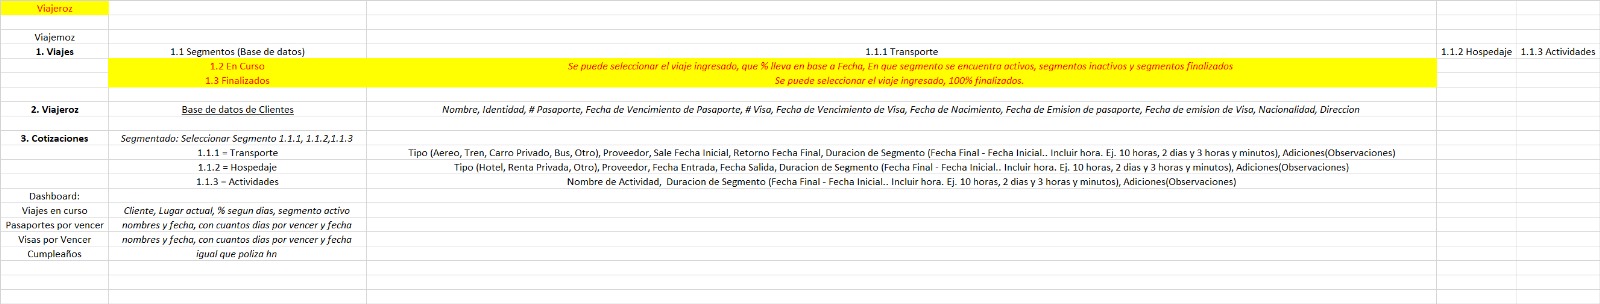 Viajeroz
Viajemoz
1. Viajes 1.1 Segmentos (Base de datos) 1.1.1 Transporte 1.1.2 Hospedaje 1.1.3 Actividades
1.2 En Curso Se puede seleccionar el viaje ingresado, que % lleva en base a Fecha, En que segmento se encuentra activos, segmentos inactivos y segmentos finalizados
1.3 Finalizados Se puede seleccionar el viaje ingresado, 100% finalizados.
2. Viajeroz Base de datos de Clientes Nombre, Identidad, # Pasaporte, Fecha de Vencimiento de Pasaporte, # Visa, Fecha de Vencimiento de Visa, Fecha de Nacimiento, Fecha de Emision de pasaporte, Fecha de emision de Visa, Nacionalidad, Direccion
3. Cotizaciones Segmentado: Seleccionar Segmento 1.1.1, 1.1.2,1.1.3
1.1.1 = Transporte Tipo (Aereo, Tren, Carro Privado, Bus, Otro), Proveedor, Sale Fecha Inicial, Retorno Fecha Final, Duracion de Segmento (Fecha Final - Fecha Inicial.. Incluir hora. Ej. 10 horas, 2 dias y 3 horas y minutos), Adiciones(Observaciones)
1.1.2 = Hospedaje Tipo (Hotel, Renta Privada, Otro), Proveedor, Fecha Entrada, Fecha Salida, Duracion de Segmento (Fecha Final - Fecha Inicial.. Incluir hora. Ej. 10 horas, 2 dias y 3 horas y minutos), Adiciones(Observaciones)
1.1.3 = Actividades Nombre de Actividad, Duracion de Segmento (Fecha Final - Fecha Inicial.. Incluir hora. Ej. 10 horas, 2 dias y 3 horas y minutos), Adiciones(Observaciones)
Dashboard:
Viajes en curso Cliente, Lugar actual, % segun dias, segmento activo
Pasaportes por vencer nombres y fecha, con cuantos dias por vencer y fecha
Visas por Vencer nombres y fecha, con cuantos dias por vencer y fecha
Cumpleaños igual que poliza hn